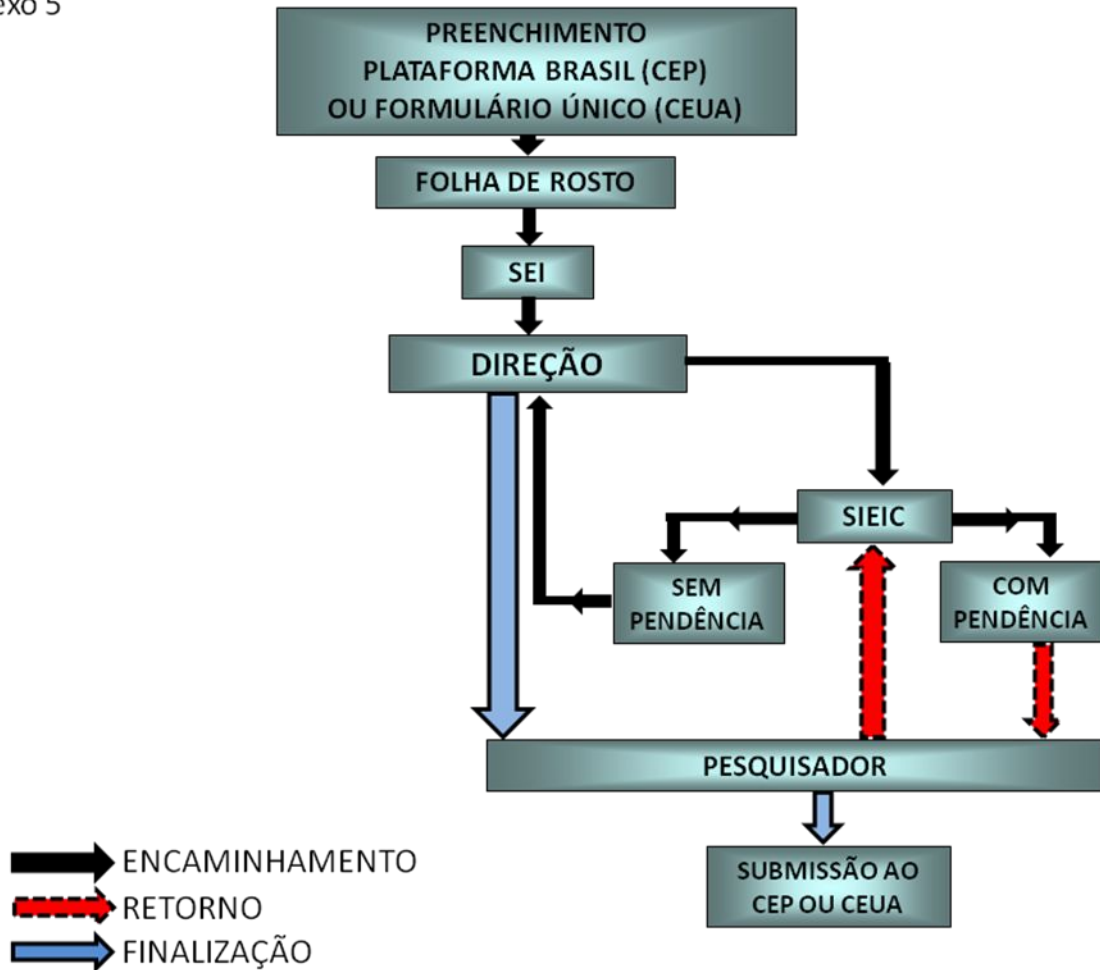 exo 5
PREENCHIMENTO
PLATAFORMA BRASIL (CEP)
OU FORMULÁRIO ÚNICO (CEUA)
FOLHA DE ROSTO
SEI
DIREÇÃO
SIEIC
SEM
PENDÊNCIA
COM
PENDÊNCIA
PESQUISADOR
SUBMISSÃO AO
CEP OU CEUA
ENCAMINHAMENTO
RETORNO
FINALIZAÇÃO